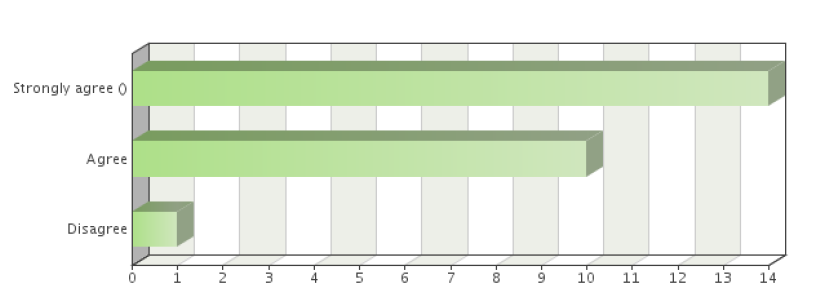 Strongly agree ()
Agree
Disagree
0 1 2 3 4 5 6 7 8 9 10 11 12 13 14